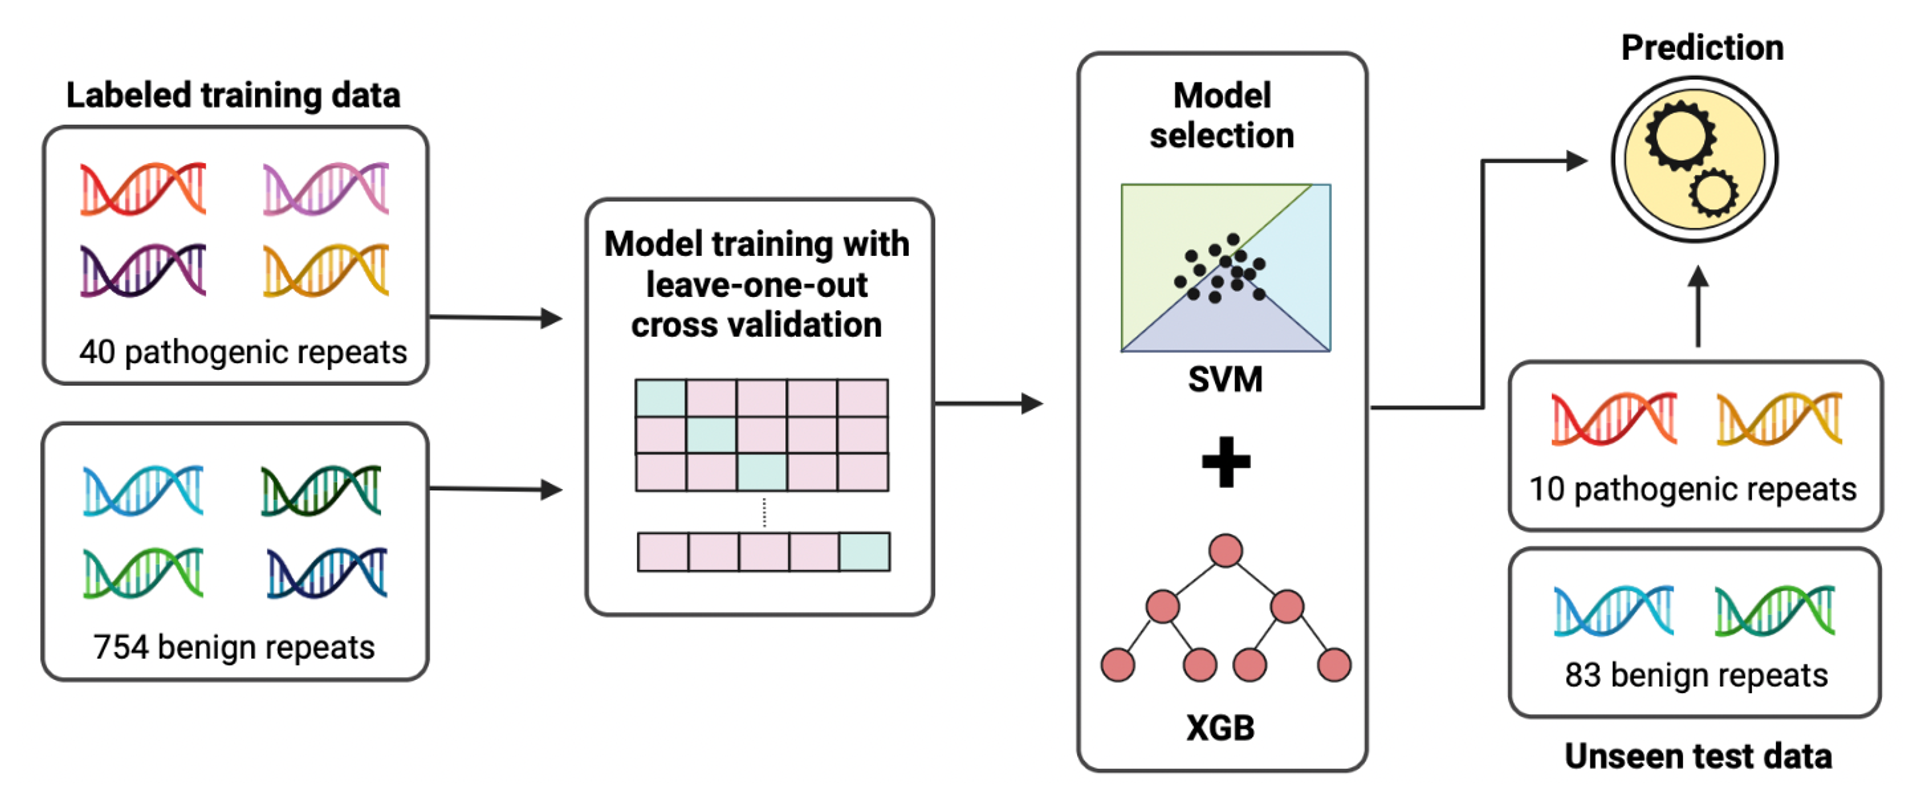 Labeled training data
40 pathogenic repeats
754 benign repeats
Model training with
leave-one-out
cross validation
Model
selection
SVM
XGB
Prediction
10 pathogenic repeats
83 benign repeats
Unseen test data